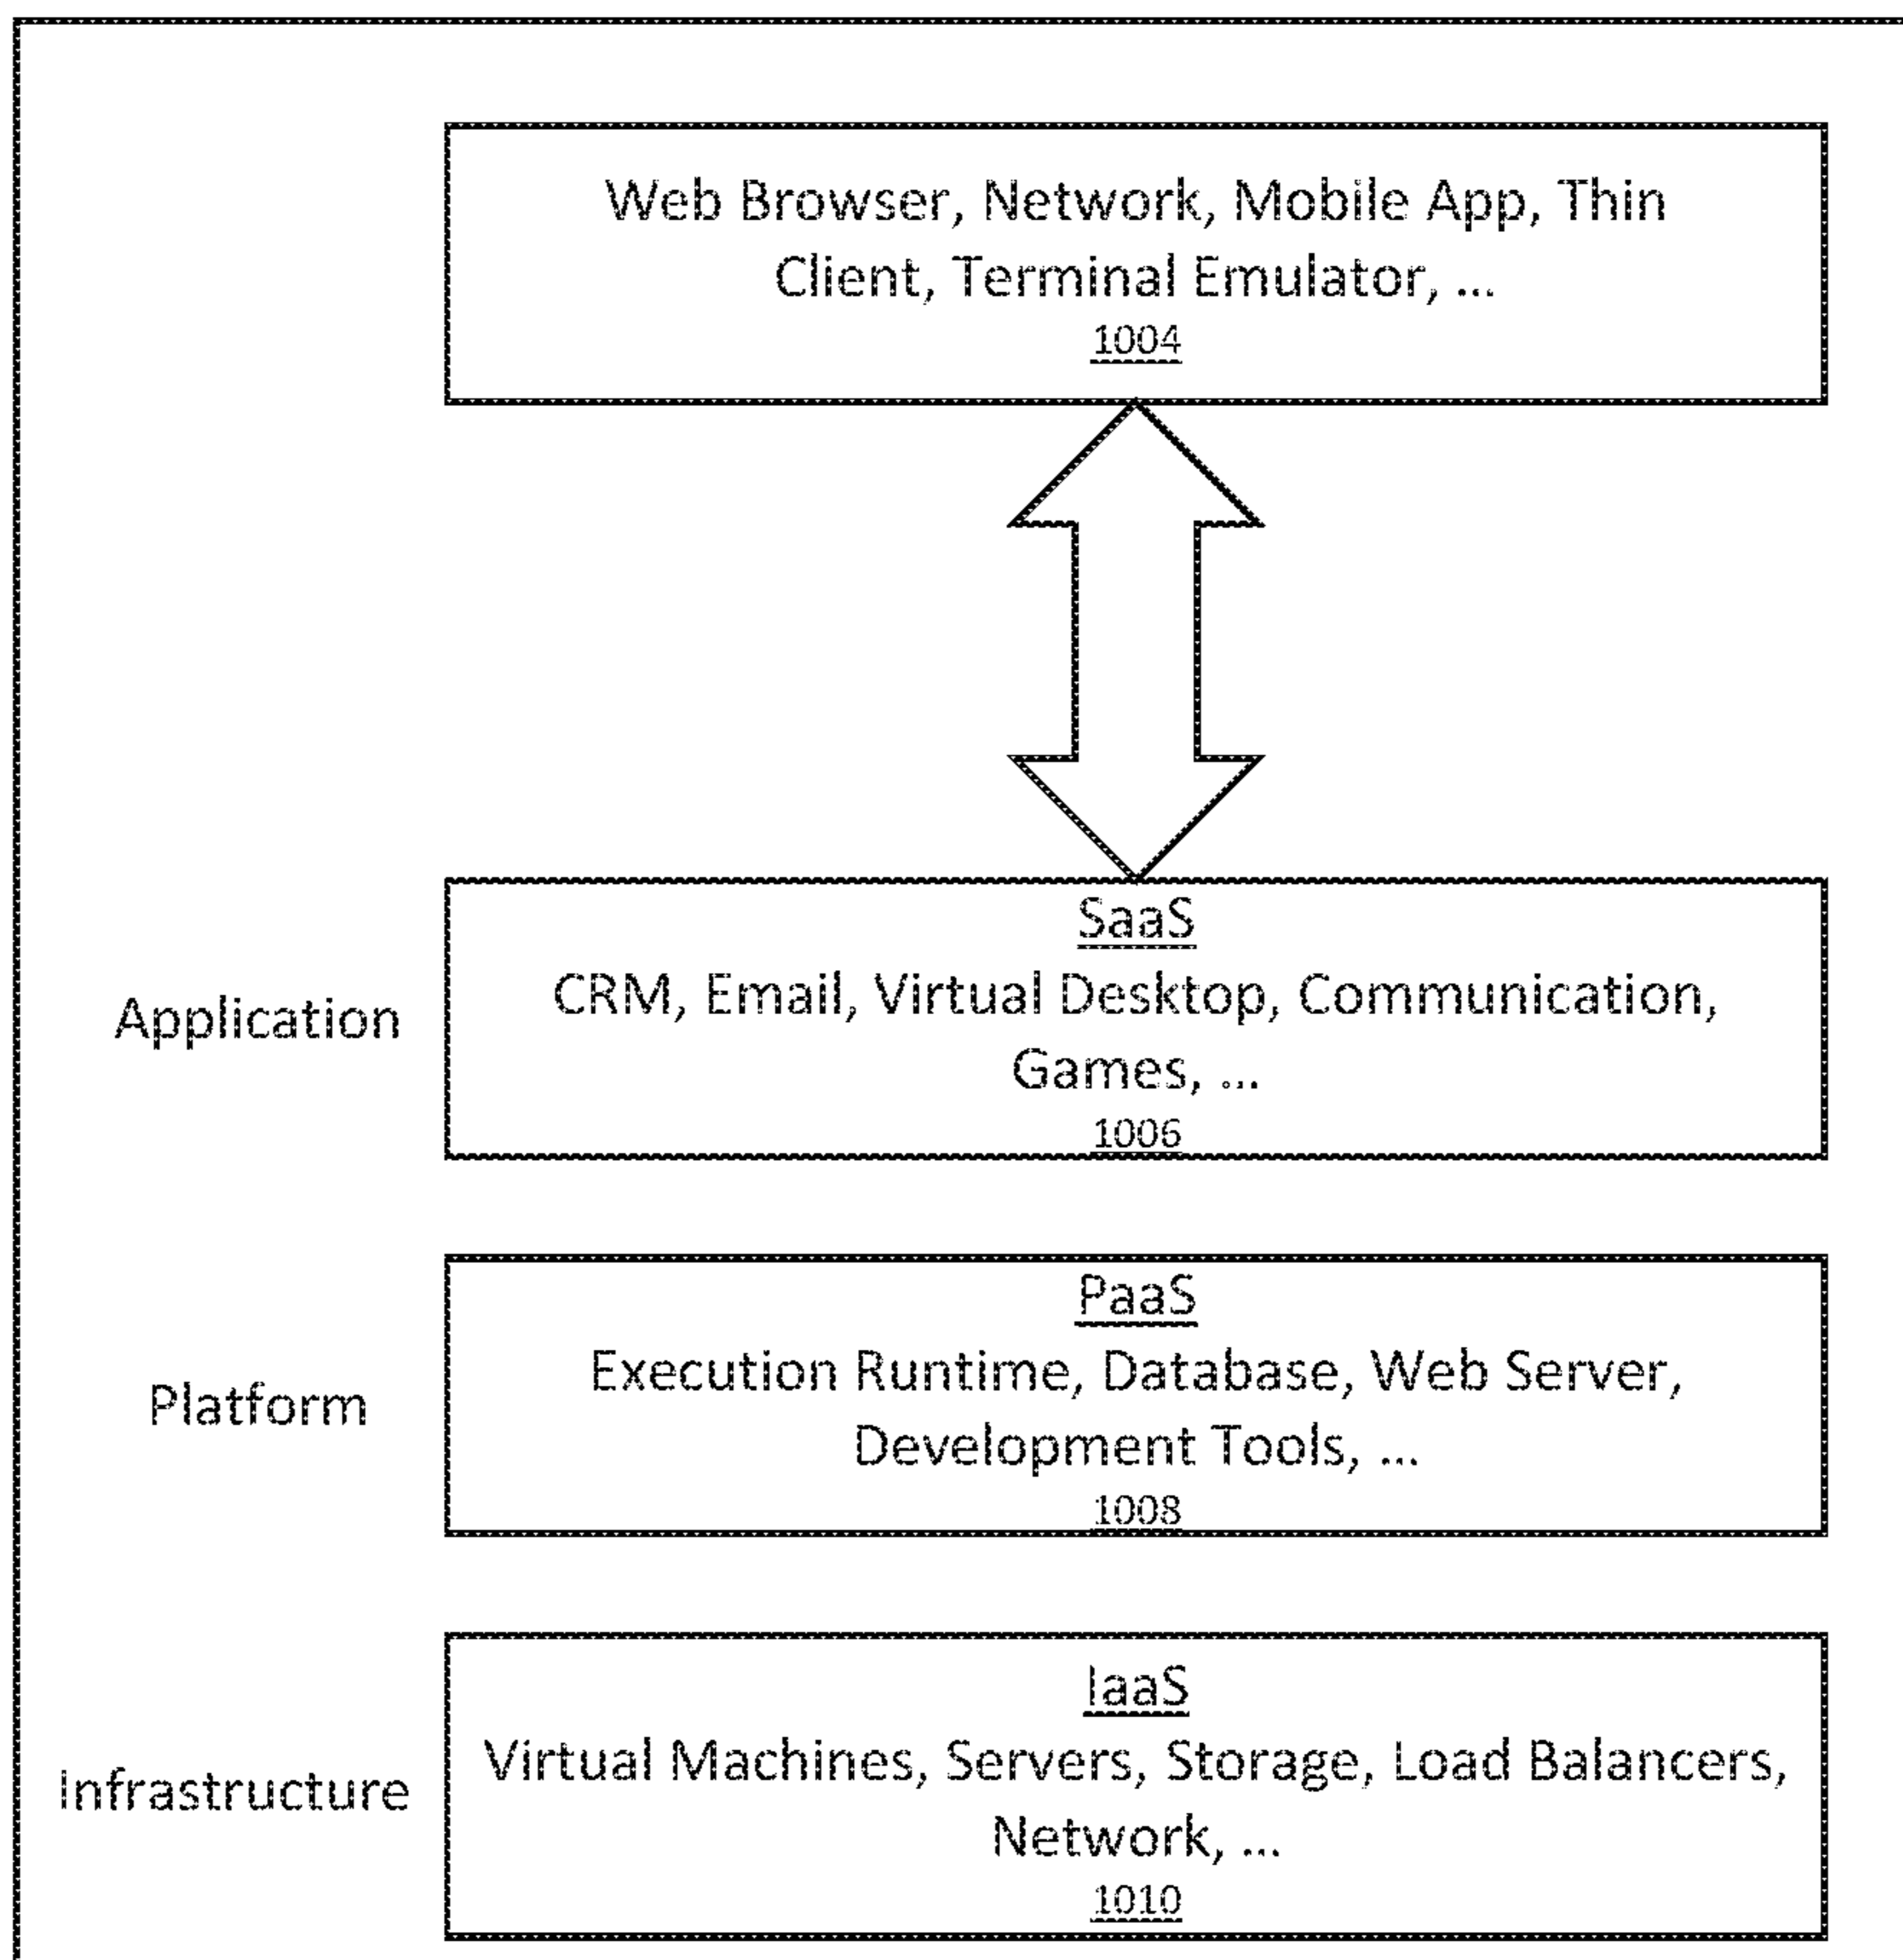 Web Browser, Network, Mobile App, Thin
Client, Terminal Emulator, ...
1004
SaaS
Application
CRM, Email, Virtual Desktop, Communication,
Games, ...
1006
PaaS
Platform
Execution Runtime, Database, Web Server,
Development Tools, ...
1008
IaaS
Infrastructure
Virtual Machines, Servers, Storage, Load Balancers,
Network, ...
1010